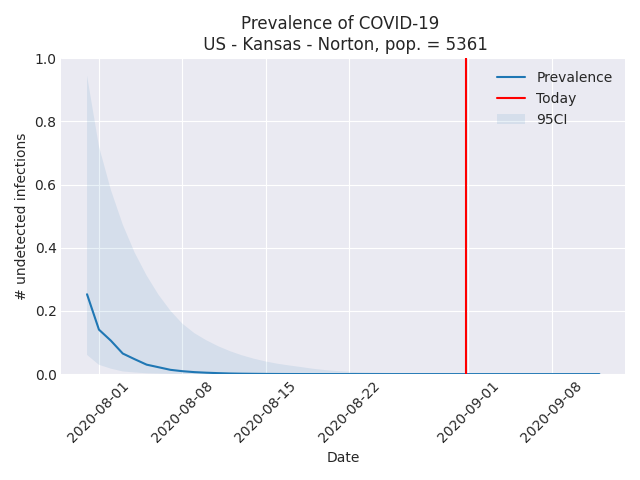 Prevalence of COVID-19
US - Kansas - Norton, pop. = 5361
1.0
0.8
0.6
0.4
0.2
0.0
# undetected infections
Prevalence
Today
95CI
2020-08-01
2020-08-08
2020-08-15
2020-08-22
2020-09-01
2020-09-08
Date